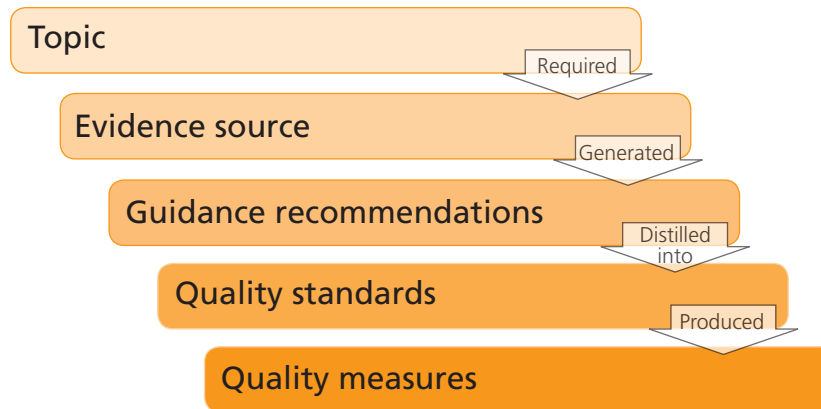 Topic
Required
Evidence source
Generated
Guidance recommendations
Distilled
into
Quality standards
Produced
Quality measures